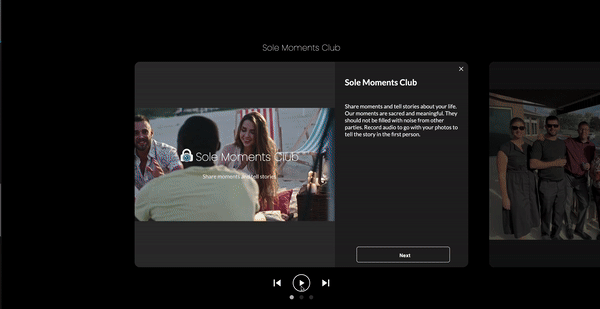 Sole Moments Club
Sole Moments Club
Share moments and tell stories about your life.
Our moments are sacred and meaningful. They
should not be filled with noise from other
parties. Record audio to go with your photos to
tell the story in the first person.
Sole Moments Club
Share moments and tell stories
Next